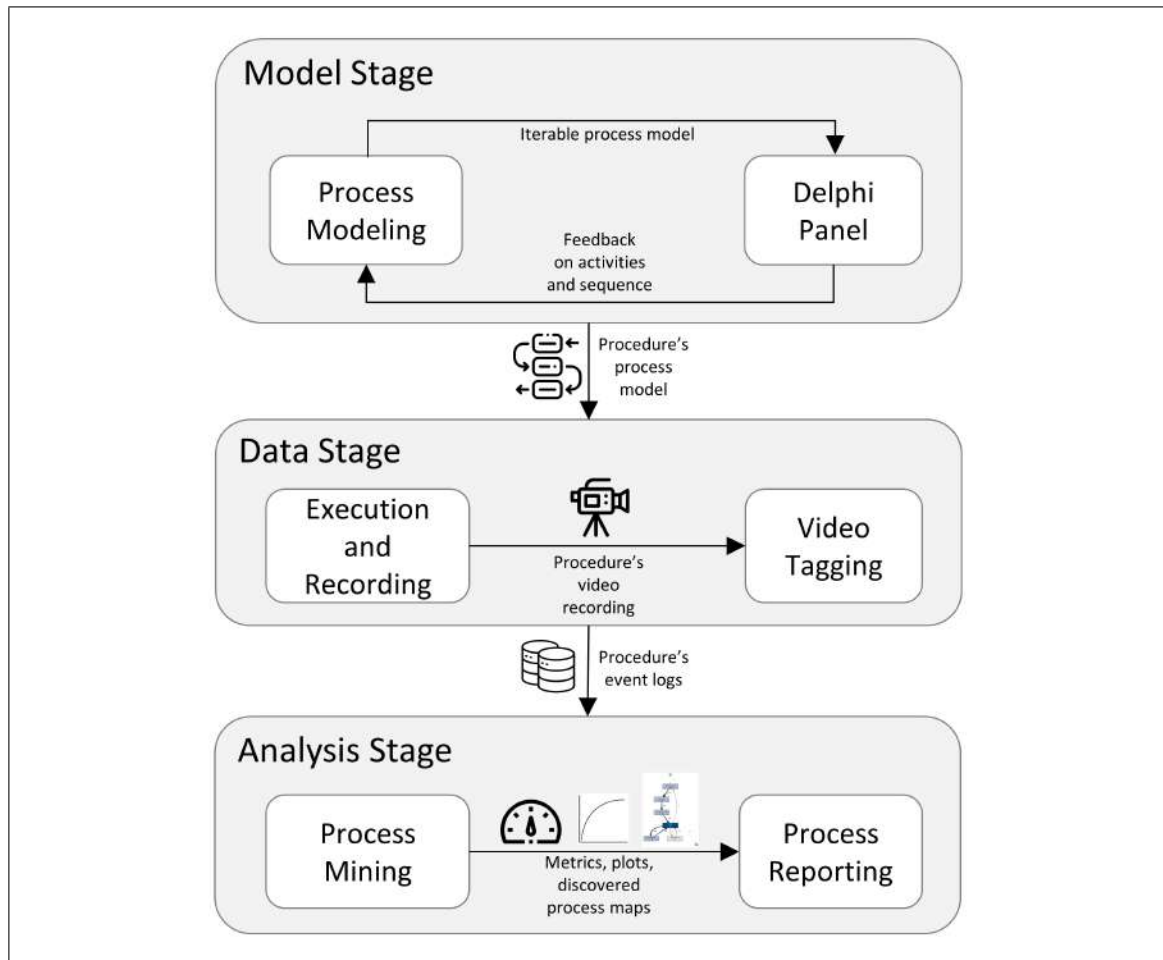 Model Stage
Iterable process model
Process
Modeling
Delphi
Panel
Feedback
on activities
and sequence
Procedure's
process
model
Data Stage
Execution
and
Recording
Procedure's
video
recording
Video
Tagging
Procedure's
event logs
Analysis Stage
Process
Mining
Metrics, plots,
discovered
process maps
Process
Reporting